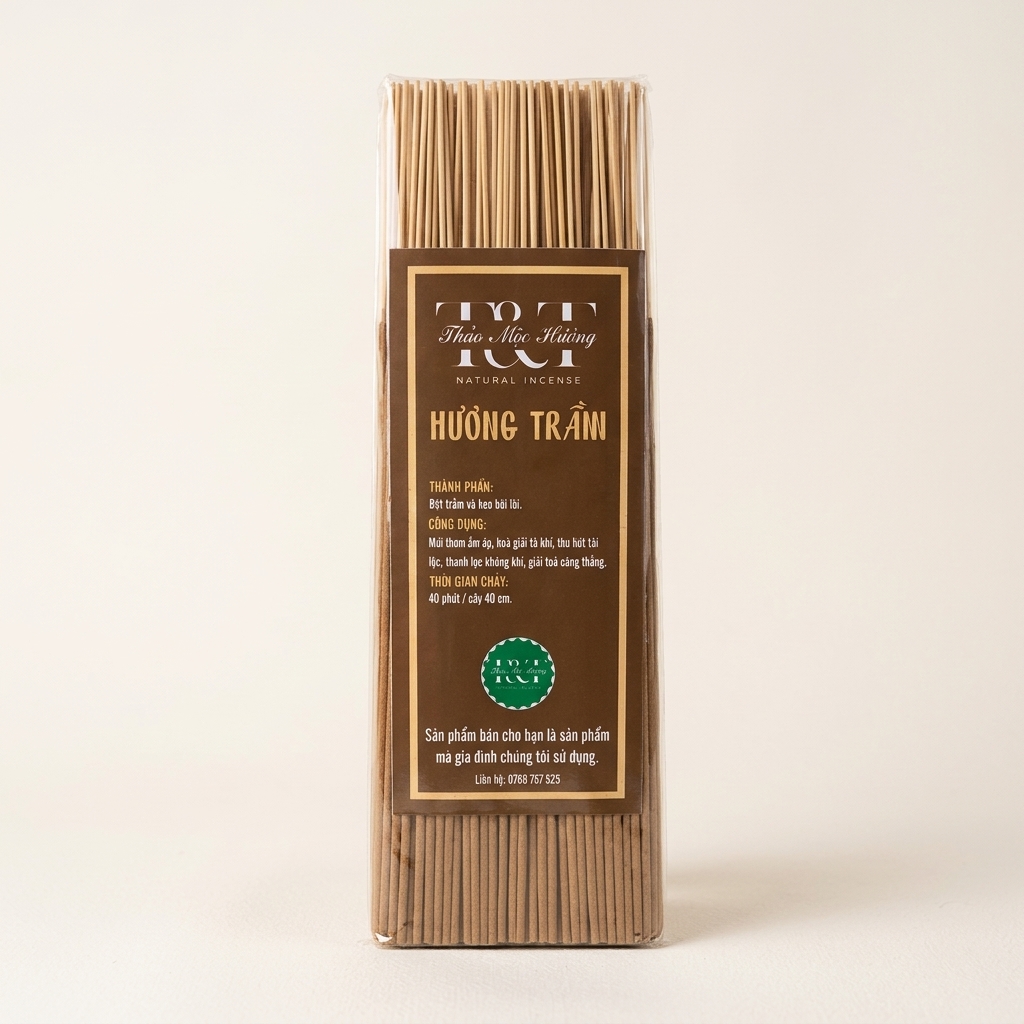 T&T
Thảo Mộc Hương
NATURAL INCENSE
HƯƠNG TRẦM
THÀNH PHẦN:
Bột trầm và keo bời lời.
CÔNG DỤNG:
Mùi thơm ấm áp, hoà giải tà khí, thu hút tài
lộc, thanh lọc không khí, giải toả căng thẳng.
THỜI GIAN CHÁY:
40 phút / cây 40 cm.
T&T
Sản phẩm bán cho bạn là sản phẩm
mà gia đình chúng tôi sử dụng.
Liên hệ: 0768 757 525